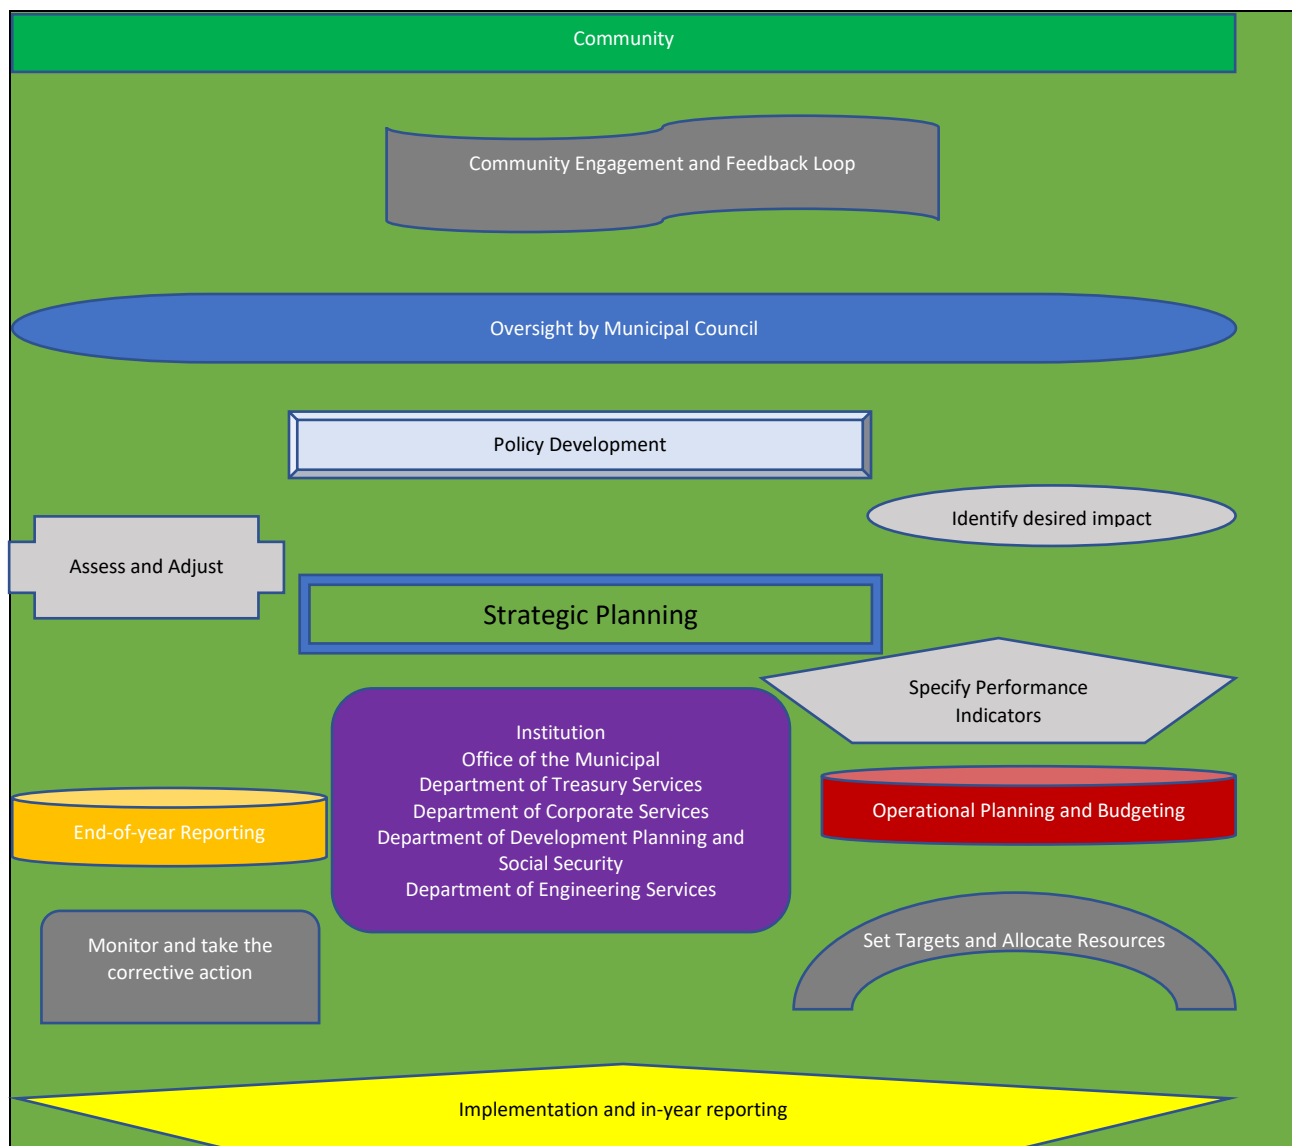 Community
Community Engagement and Feedback Loop
Oversight by Municipal Council
Policy Development
Identify desired impact
Assess and Adjust
Strategic Planning
Specify Performance
Indicators
Institution
Office of the Municipal
Department of Treasury Services
Department of Corporate Services
Department of Development Planning and
Social Security
Department of Engineering Services
End-of-year Reporting
Operational Planning and Budgeting
Monitor and take the
corrective action
Set Targets and Allocate Resources
Implementation and in-year reporting